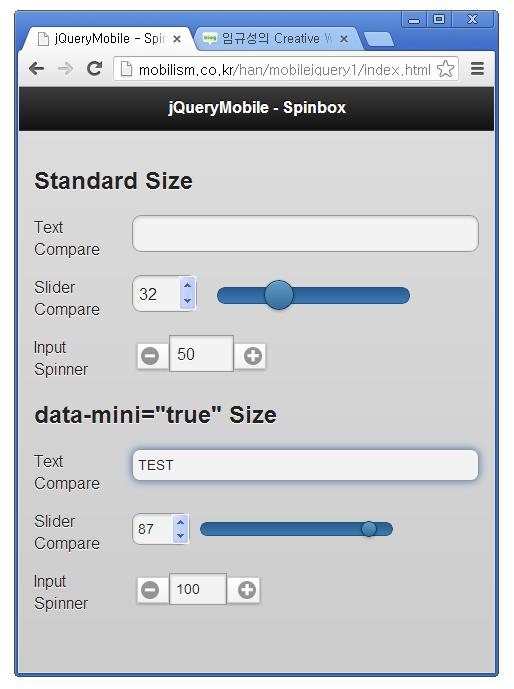 jQueryMobile - Spin
임규성의 Creative W
mobilism.co.kr/han/mobilejquery1/index.html
jQueryMobile - Spinbox
Standard Size
Text Compare
Slider Compare
32
Input Spinner
50
data-mini="true" Size
Text Compare
TEST
Slider Compare
87
Input Spinner
100